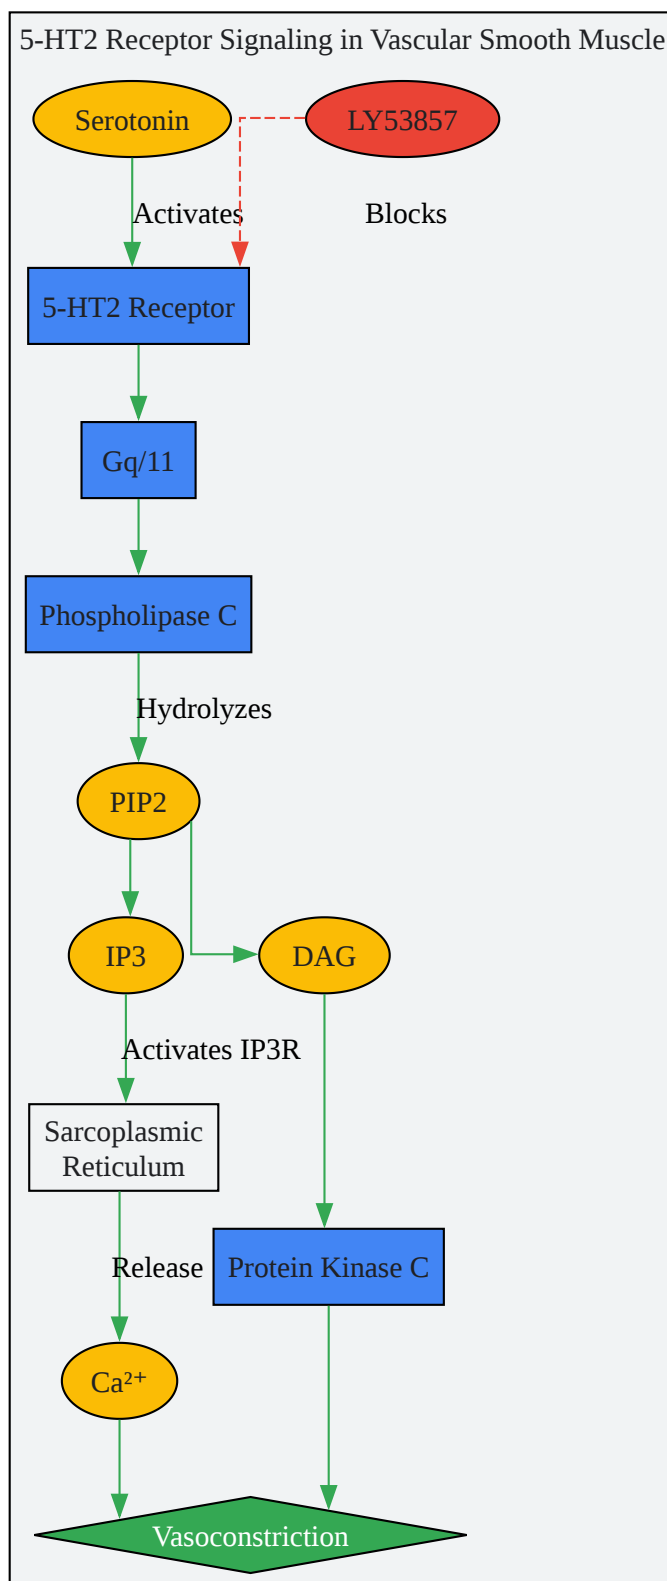 5-HT2 Receptor Signaling in Vascular Smooth Muscle
Serotonin
LY53857
Activates
Blocks
5-HT2 Receptor
Gq/11
Phospholipase C
Hydrolyzes
PIP2
IP3
DAG
Activates IP3R
Sarcoplasmic
Reticulum
Release
Protein Kinase C
Ca²⁺
Vasoconstriction